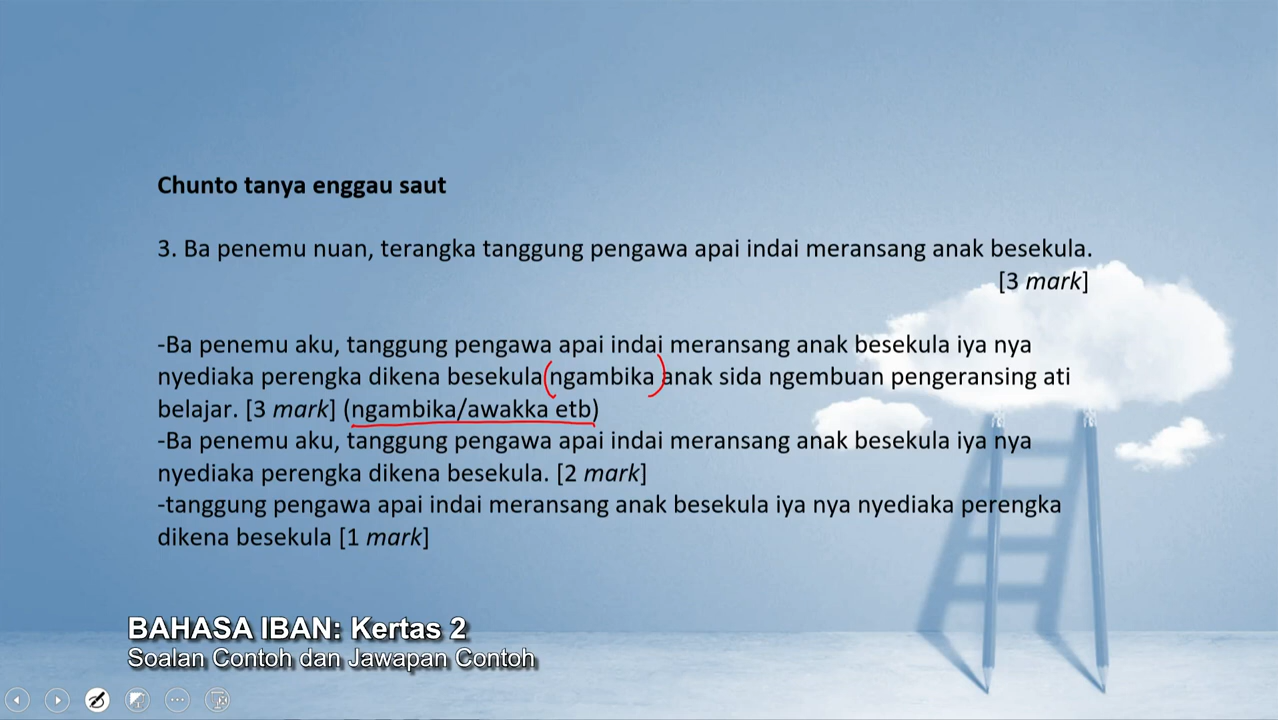 Chunto tanya enggau saut
3. Ba penemu nuan, terangka tanggung pengawa apai indai meransang anak besekula.
[3 mark]
-Ba penemu aku, tanggung pengawa apai indai meransang anak besekula iya nya
nyediaka perengka dikena besekula ngambika anak sida ngembuan pengeransing ati
belajar. [3 mark] (ngambika/awakka etb)
-Ba penemu aku, tanggung pengawa apai indai meransang anak besekula iya nya
nyediaka perengka dikena besekula. [2 mark]
-tanggung pengawa apai indai meransang anak besekula iya nya nyediaka perengka
dikena besekula [1 mark]
BAHASA IBAN: Kertas 2
Soalan Contoh dan Jawapan Contoh